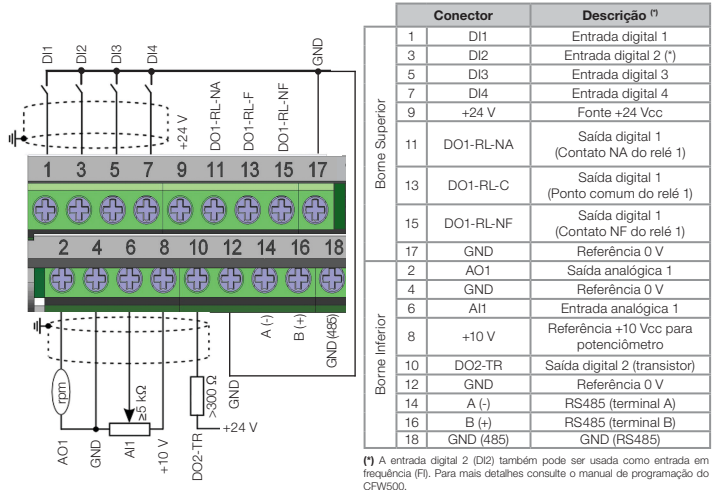 DI1
DI2
DI3
DI4
GND
+24 V
DO1-RL-NA
DO1-RL-F
DO1-RL-NF
1 3 5 7 9 11 13 15 17
2 4 6 8 10 12 14 16 18
rpm
AO1
GND
AI1
≥5 kΩ
+10 V
DO2-TR
>300 Ω
+24 V
GND
A (-)
B (+)
GND (485)
Conector Descrição (*)
Borne Superior
1 DI1 Entrada digital 1
3 DI2 Entrada digital 2 (*)
5 DI3 Entrada digital 3
7 DI4 Entrada digital 4
9 +24 V Fonte +24 Vcc
11 DO1-RL-NA Saída digital 1
(Contato NA do relé 1)
13 DO1-RL-C Saída digital 1
(Ponto comum do relé 1)
15 DO1-RL-NF Saída digital 1
(Contato NF do relé 1)
17 GND Referência 0 V
Borne Inferior
2 AO1 Saída analógica 1
4 GND Referência 0 V
6 AI1 Entrada analógica 1
8 +10 V Referência +10 Vcc para
potenciômetro
10 DO2-TR Saída digital 2 (transistor)
12 GND Referência 0 V
14 A (-) RS485 (terminal A)
16 B (+) RS485 (terminal B)
18 GND (485) GND (RS485)
(*) A entrada digital 2 (DI2) também pode ser usada como entrada em
frequência (FI). Para mais detalhes consulte o manual de programação do
CFW500.